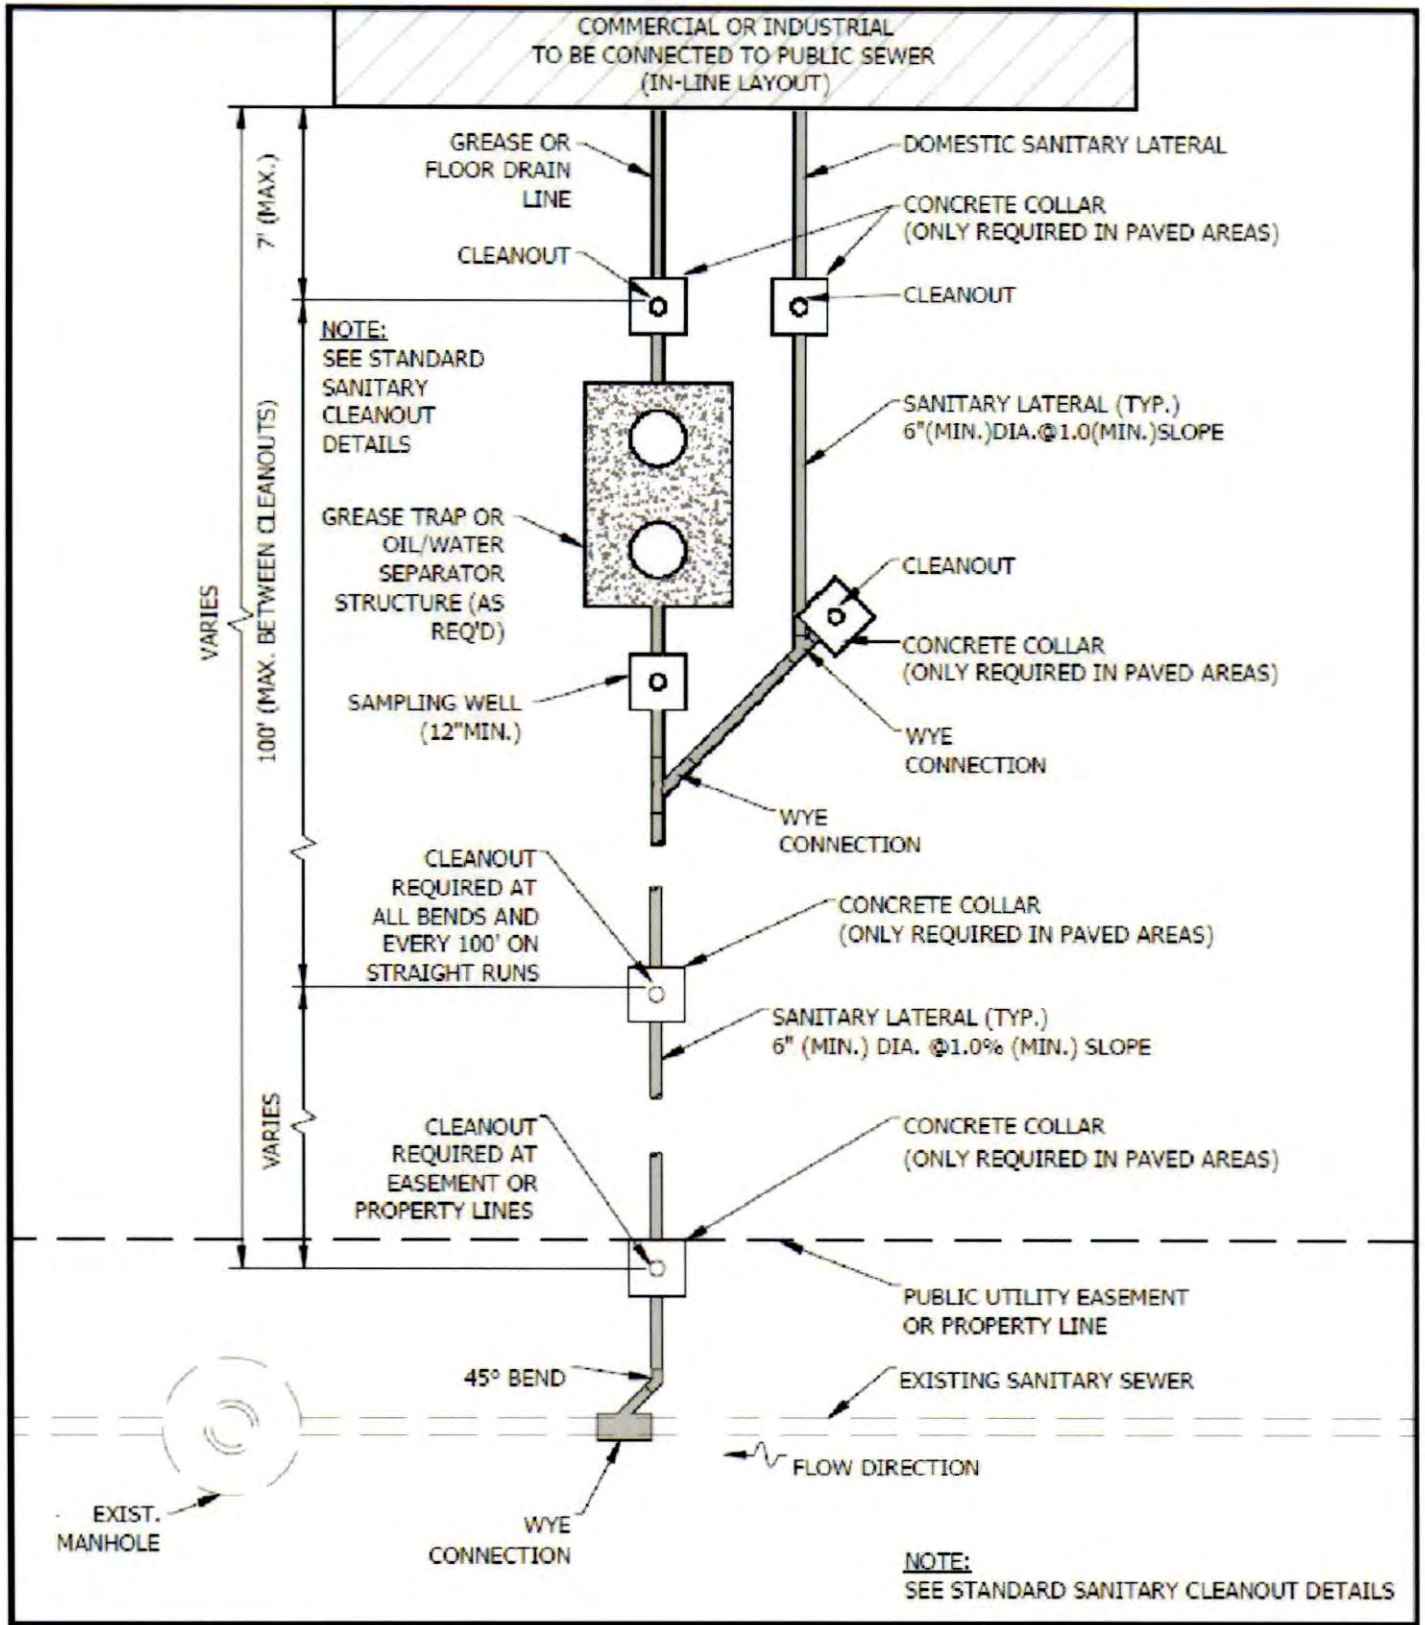 COMMERCIAL OR INDUSTRIAL
TO BE CONNECTED TO PUBLIC SEWER
(IN-LINE LAYOUT)
GREASE OR
FLOOR DRAIN
LINE
DOMESTIC SANITARY LATERAL
7' (MAX.)
CONCRETE COLLAR
(ONLY REQUIRED IN PAVED AREAS)
CLEANOUT
CLEANOUT
NOTE:
SEE STANDARD
SANITARY
CLEANOUT
DETAILS
SANITARY LATERAL (TYP.)
6"(MIN.)DIA.@1.0(MIN.)SLOPE
VARIES
100' (MAX. BETWEEN CLEANOUTS)
GREASE TRAP OR
OIL/WATER
SEPARATOR
STRUCTURE (AS
REQ'D)
CLEANOUT
CONCRETE COLLAR
(ONLY REQUIRED IN PAVED AREAS)
SAMPLING WELL
(12"MIN.)
WYE
CONNECTION
WYE
CONNECTION
CLEANOUT
REQUIRED AT
ALL BENDS AND
EVERY 100' ON
STRAIGHT RUNS
CONCRETE COLLAR
(ONLY REQUIRED IN PAVED AREAS)
SANITARY LATERAL (TYP.)
6" (MIN.) DIA. @1.0% (MIN.) SLOPE
VARIES
CLEANOUT
REQUIRED AT
EASEMENT OR
PROPERTY LINES
CONCRETE COLLAR
(ONLY REQUIRED IN PAVED AREAS)
PUBLIC UTILITY EASEMENT
OR PROPERTY LINE
45° BEND
EXISTING SANITARY SEWER
FLOW DIRECTION
EXIST.
MANHOLE
WYE
CONNECTION
NOTE:
SEE STANDARD SANITARY CLEANOUT DETAILS